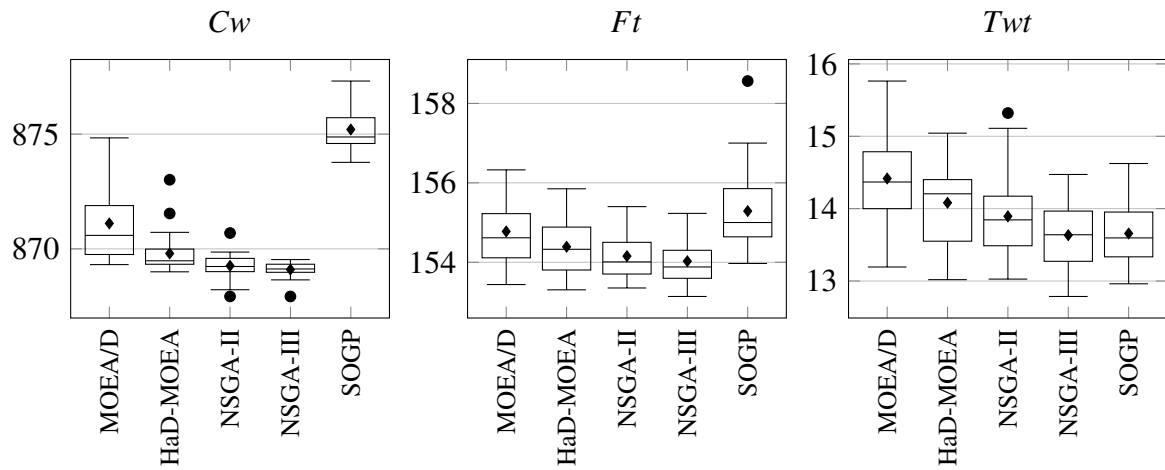 Cw
Ft
Twt
875
870
158
156
154
16
15
14
13
MOEA/D
HaD-MOEA
NSGA-II
NSGA-III
SOGP
MOEA/D
HaD-MOEA
NSGA-II
NSGA-III
SOGP
MOEA/D
HaD-MOEA
NSGA-II
NSGA-III
SOGP